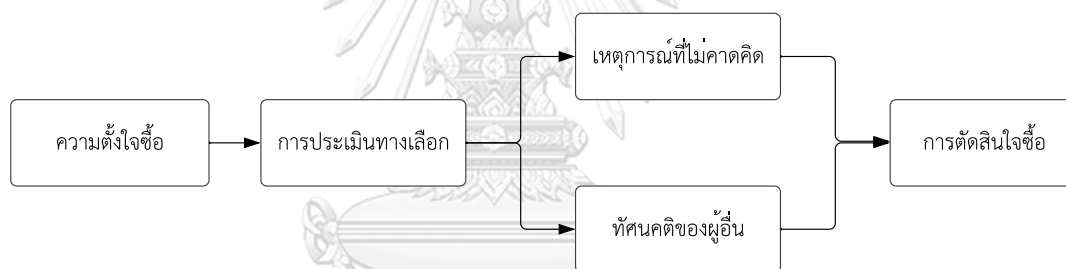 เหตุการณ์ที่ไม่คาดคิด
ความตั้งใจซื้อ
การประเมินทางเลือก
การตัดสินใจซื้อ
ทัศนคติของผู้อื่น